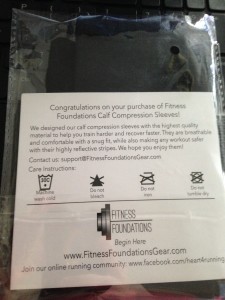 Congratulations on your purchase of Fitness
Foundations Calf Compression Sleeves!
We designed our calf compression sleeves with the highest quality
material to help you train harder and recover faster. They are breathable
and comfortable with a snug fit, while also making any workout safer
with their highly reflective stripes. We hope you enjoy them!
Contact us: support@FitnessFoundationsGear.com
Care Instructions:
Machine wash cold
Do not bleach
Do not iron
Do not tumble dry
FITNESS
FOUNDATIONS
Begin Here
www.FitnessFoundationsGear.com
Join our online running community: www.facebook.com/heam4running